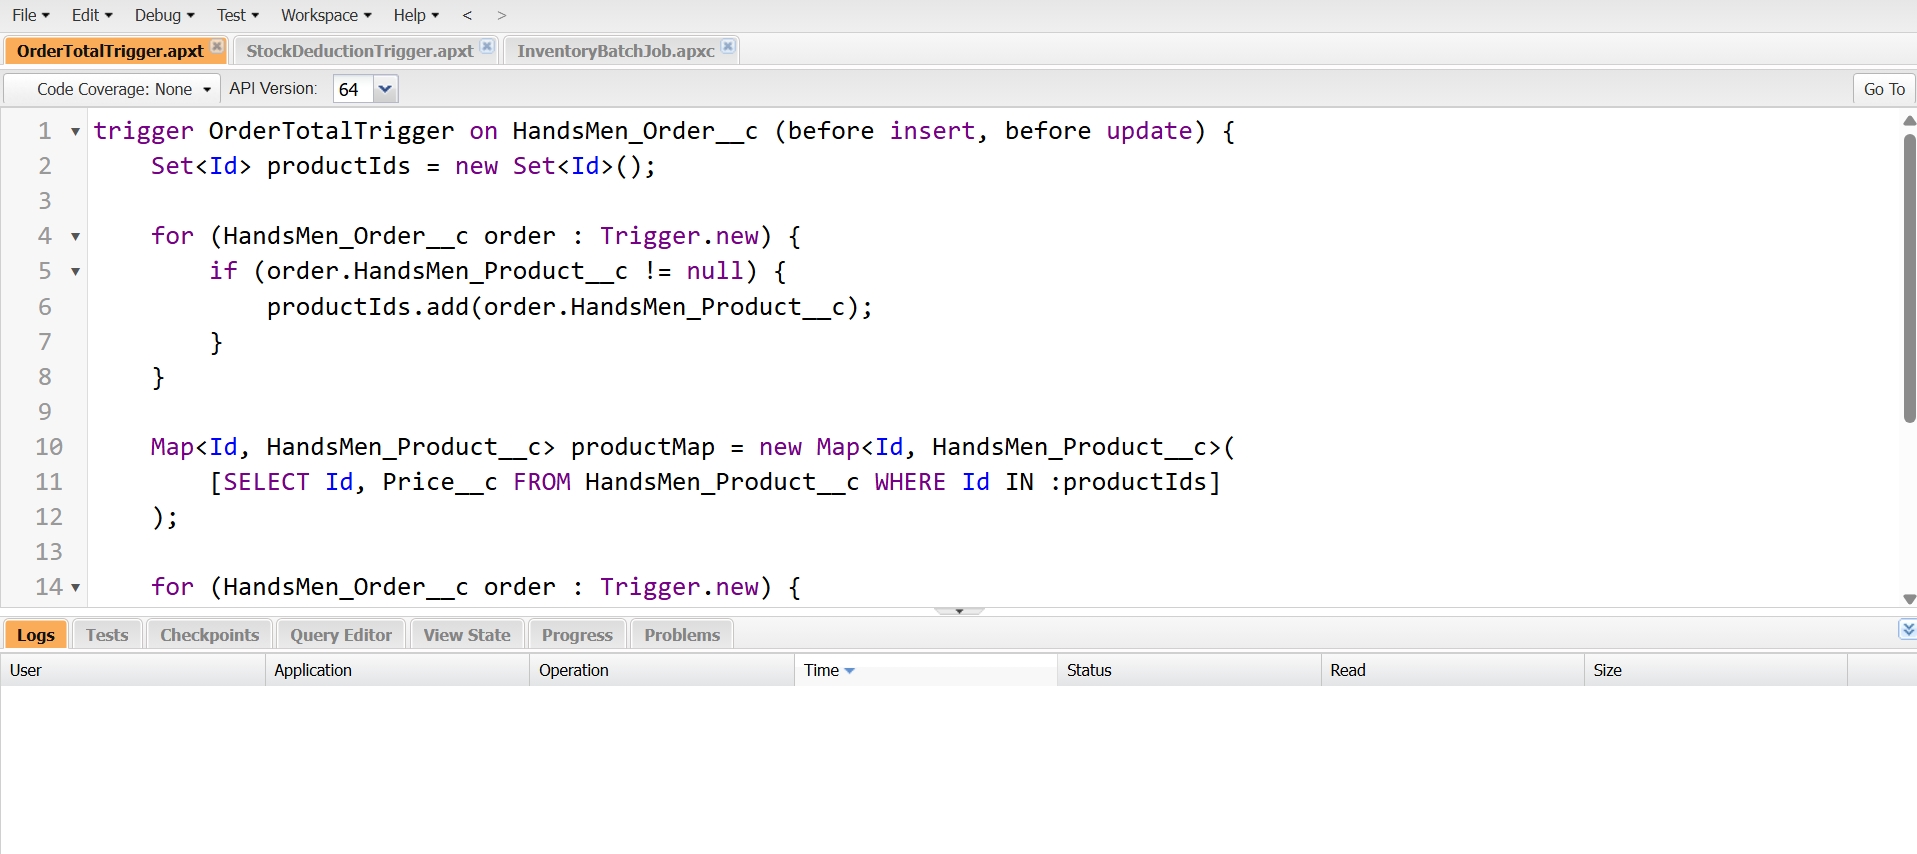 File Edit Debug Test Workspace Help < >
OrderTotalTrigger.apxt StockDeductionTrigger.apxt InventoryBatchJob.apxc
Code Coverage: None API Version: 64 Go To
1 trigger OrderTotalTrigger on HandsMen_Order__c (before insert, before update) {
2 Set<Id> productIds = new Set<Id>();
3
4 for (HandsMen_Order__c order : Trigger.new) {
5 if (order.HandsMen_Product__c != null) {
6 productIds.add(order.HandsMen_Product__c);
7 }
8 }
9
10 Map<Id, HandsMen_Product__c> productMap = new Map<Id, HandsMen_Product__c>(
11 [SELECT Id, Price__c FROM HandsMen_Product__c WHERE Id IN :productIds]
12 );
13
14 for (HandsMen_Order__c order : Trigger.new) {
Logs Tests Checkpoints Query Editor View State Progress Problems
User Application Operation Time Status Read Size